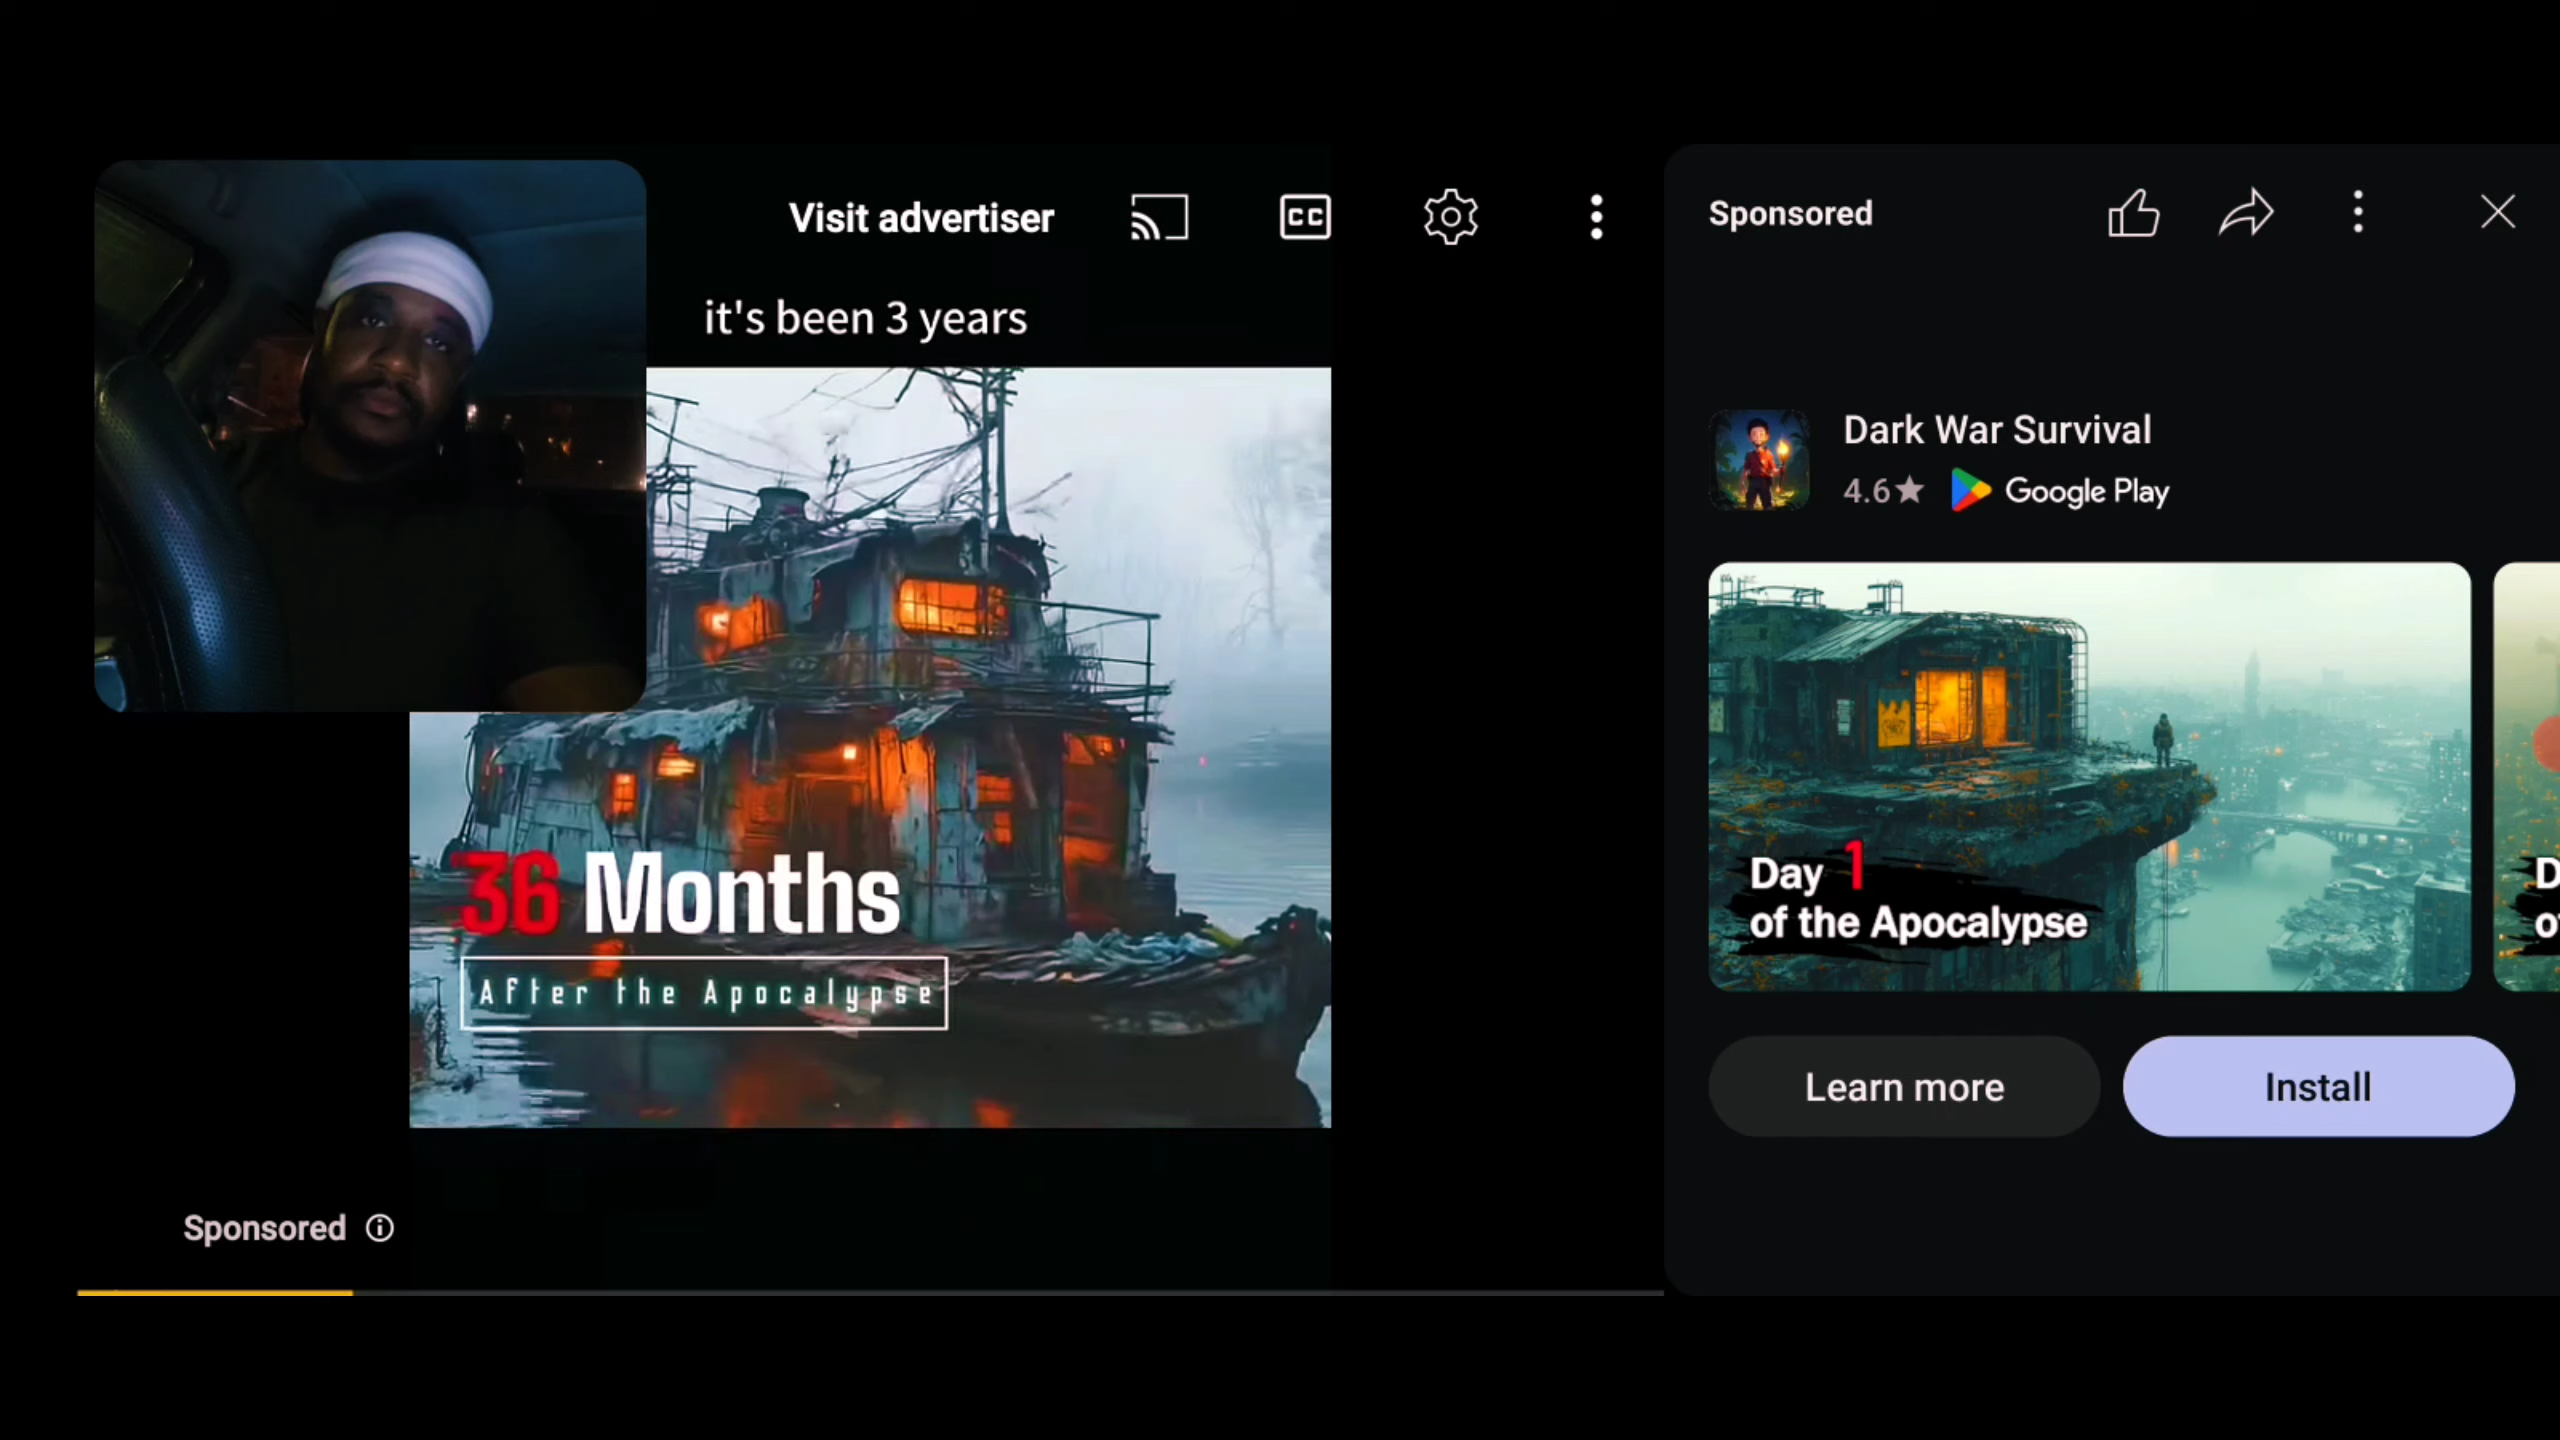 Visit advertiser
CC
it's been 3 years
36 Months
After the Apocalypse
Sponsored
Sponsored
Dark War Survival
4.6★ Google Play
Day 1
of the Apocalypse
D
o
Learn more
Install